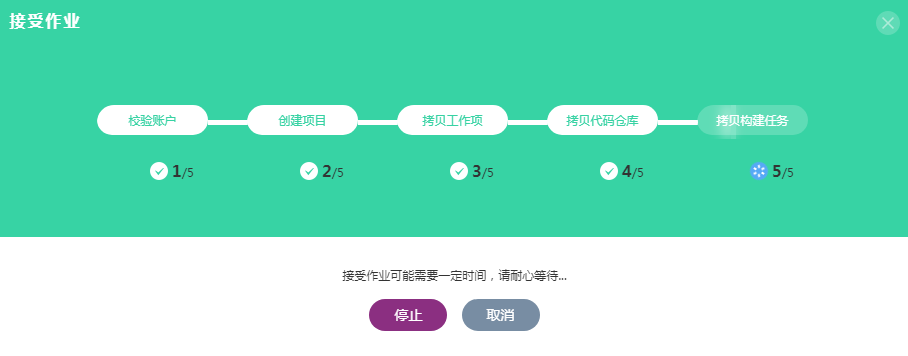 接受作业
校验账户 创建项目 拷贝工作项 拷贝代码仓库 拷贝构建任务
1/5 2/5 3/5 4/5 5/5
接受作业可能需要一定时间，请耐心等待...
停止 取消